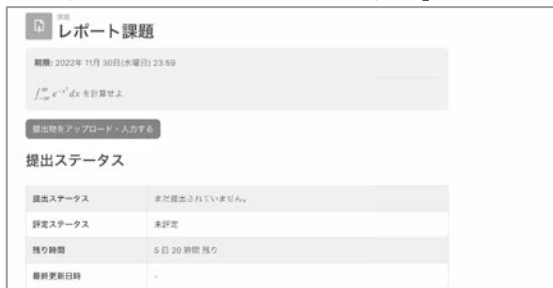 課題
レポート課題
期限: 2022年 11月 30日(水曜日) 23:59
∫_{-∞}^{∞} e^{-x²} dx を計算せよ
提出物をアップロード・入力する
提出ステータス
提出ステータス まだ提出されていません。
評定ステータス 未評定
残り時間 5 日 20 時間 残り
最終更新日時 -